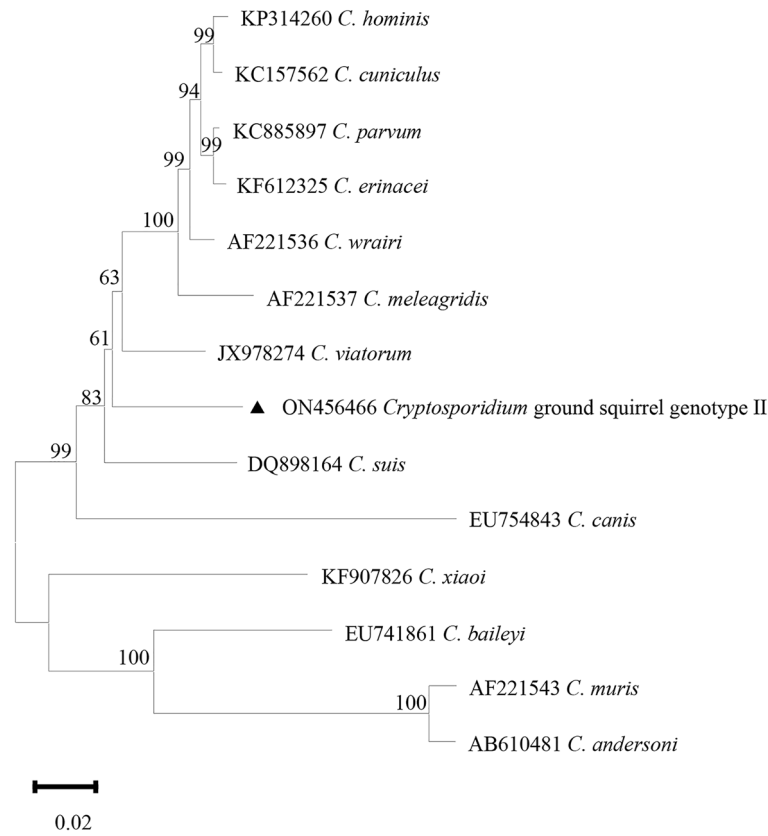 KP314260 C. hominis
99
KC157562 C. cuniculus
94
KC885897 C. parvum
99
99
KF612325 C. erinacei
100
AF221536 C. wrairi
63
AF221537 C. meleagridis
61
JX978274 C. viatorum
83
ON456466 Cryptosporidium ground squirrel genotype II
99
DQ898164 C. suis
EU754843 C. canis
KF907826 C. xiaoi
EU741861 C. baileyi
100
AF221543 C. muris
100
AB610481 C. andersoni
0.02